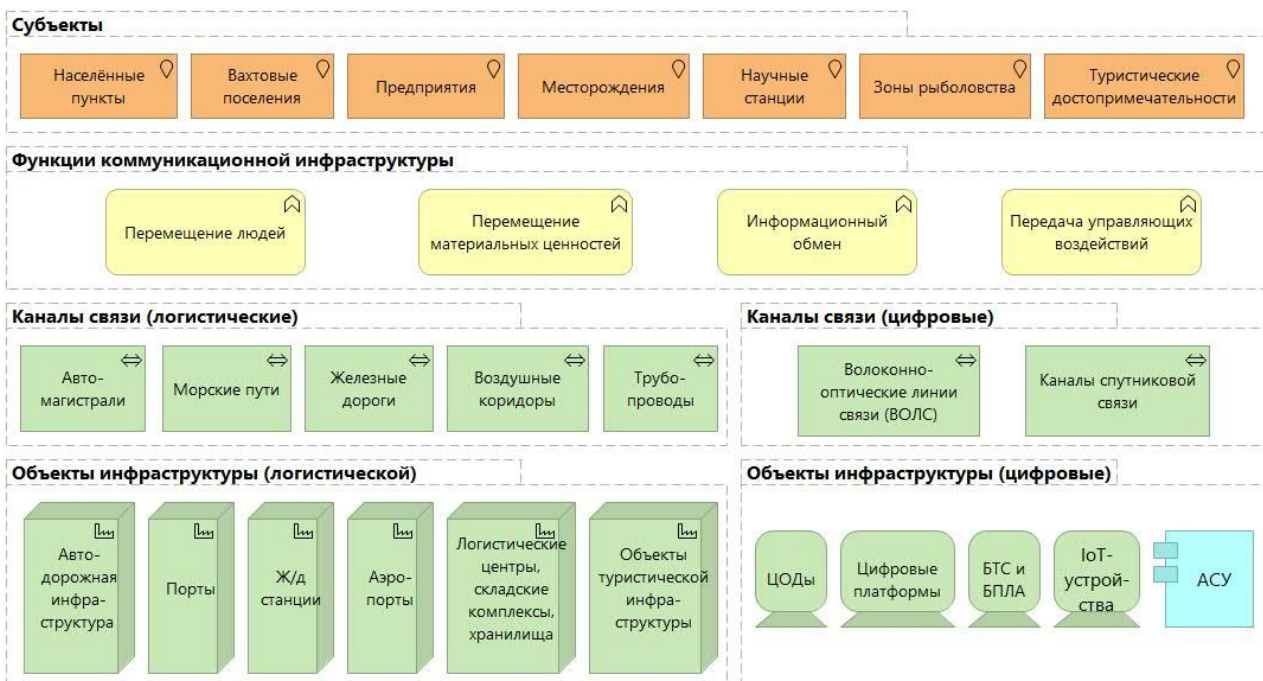 Субъекты
Населённые
пункты
Вахтовые
поселения
Предприятия
Месторождения
Научные
станции
Зоны рыболовства
Туристические
достопримечательности
Функции коммуникационной инфраструктуры
Перемещение людей
Перемещение
материальных ценностей
Информационный
обмен
Передача управляющих
воздействий
Каналы связи (логистические)
Авто-
магистрали
Морские пути
Железные
дороги
Воздушные
коридоры
Трубо-
проводы
Каналы связи (цифровые)
Волоконно-
оптические линии
связи (ВОЛС)
Каналы спутниковой
связи
Объекты инфраструктуры (логистической)
Авто-
дорожная
инфра-
структура
Порты
Ж/д
станции
Аэро-
порты
Логистические
центры,
складские
комплексы,
хранилища
Объекты
туристической
инфра-
структуры
Объекты инфраструктуры (цифровые)
ЦОДы
Цифровые
платформы
БТС и
БПЛА
IoT-
устрой-
ства
АСУ